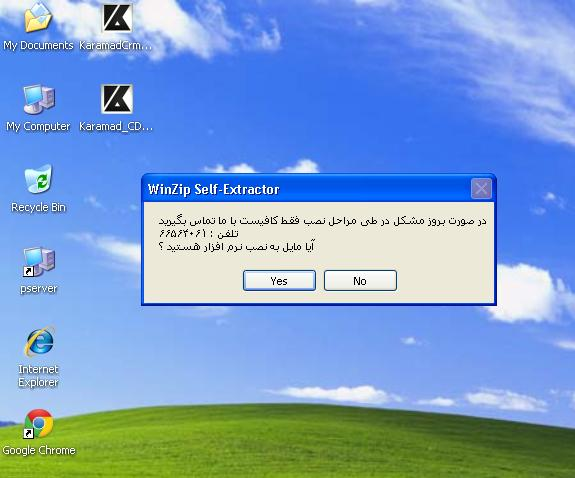 My Documents
KaramadCrm...
My Computer
Karamad_CD...
Recycle Bin
pserver
Internet
Explorer
Google Chrome
WinZip Self-Extractor
در صورت بروز مشکل در طی مراحل نصب فقط کافیست با ما تماس بگیرید
تلفن : ۶۶۵۶۴۰۶۱
آیا مایل به نصب نرم افزار هستید ؟
Yes
No